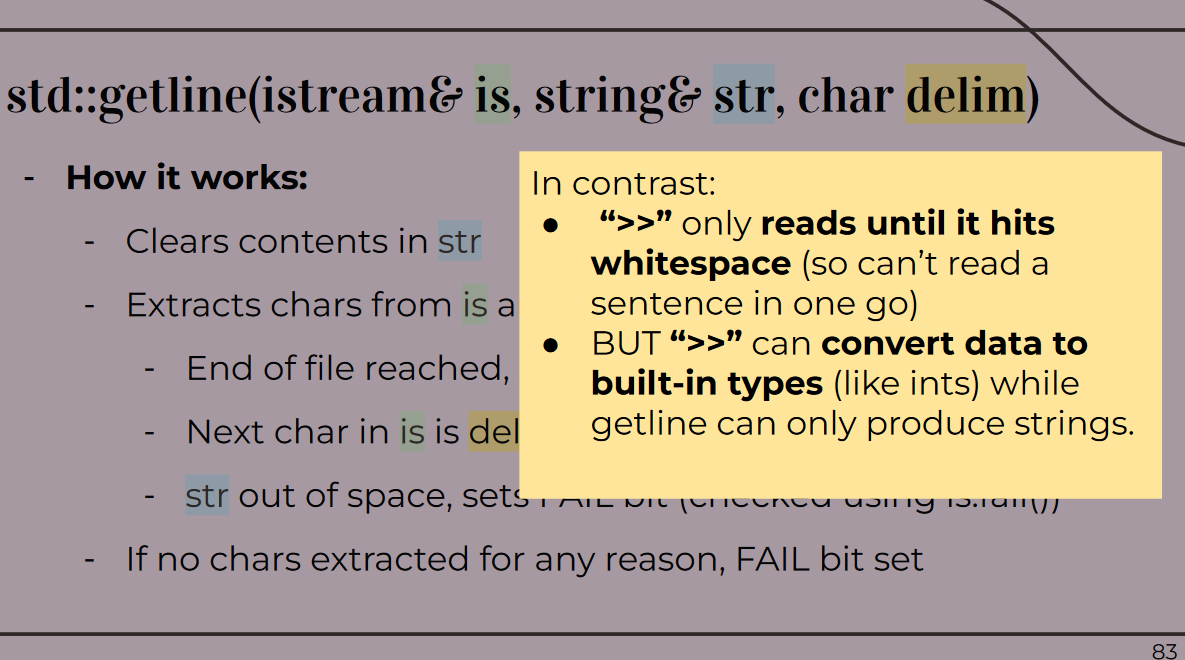 std::getline(istream& is, string& str, char delim)
- How it works:
- Clears contents in str
- Extracts chars from is a
- End of file reached,
- Next char in is is del
- str out of space, sets FAIL bit (checked using is.fail())
- If no chars extracted for any reason, FAIL bit set
In contrast:
● “>>” only reads until it hits
whitespace (so can’t read a
sentence in one go)
● BUT “>>” can convert data to
built-in types (like ints) while
getline can only produce strings.
83